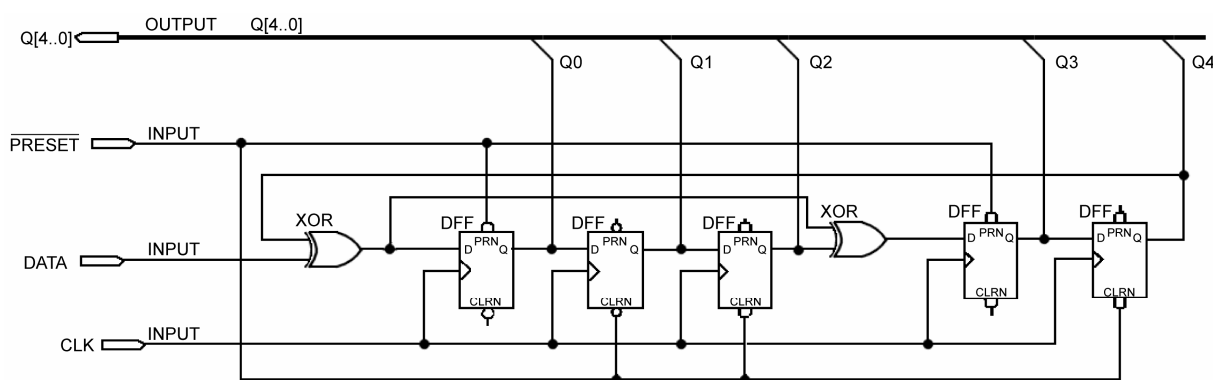 Q[4..0] OUTPUT Q[4..0]
Q0 Q1 Q2 Q3 Q4
PRESET INPUT
XOR DFF DFF DFF XOR DFF DFF
D PRN Q D PRN Q D PRN Q D PRN Q D PRN Q
DATA INPUT
CLRN CLRN CLRN CLRN CLRN
CLK INPUT